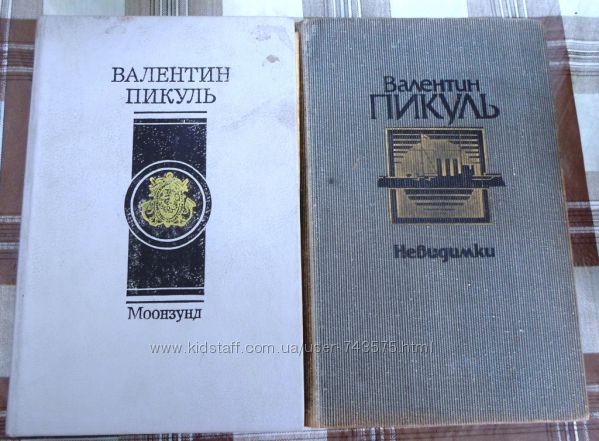 ВАЛЕНТИН
ПИКУЛЬ
Моонзунд
Валентин
ПИКУЛЬ
Невидимки
www.kidstaff.com.ua/user-743575.html